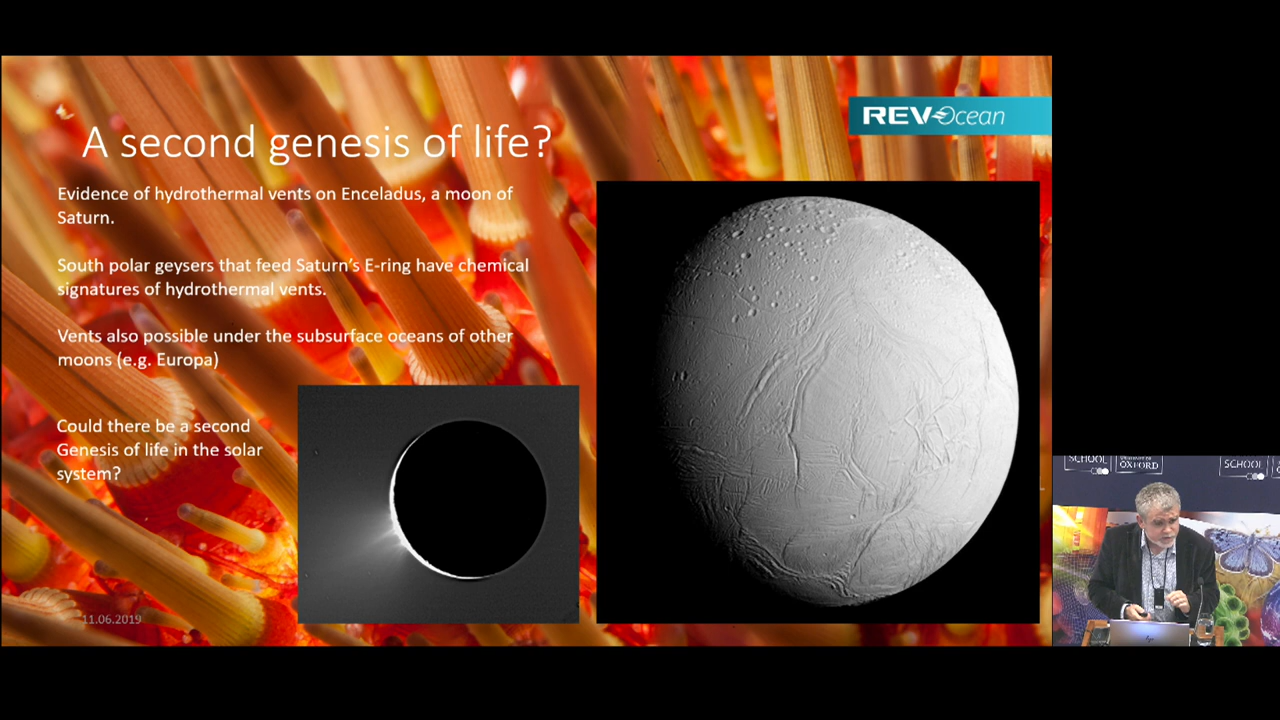 REV Ocean
A second genesis of life?
Evidence of hydrothermal vents on Enceladus, a moon of
Saturn.
South polar geysers that feed Saturn's E-ring have chemical
signatures of hydrothermal vents.
Vents also possible under the subsurface oceans of other
moons (e.g. Europa)
Could there be a second
Genesis of life in the solar
system?
11.06.2019
SCHOOL
OXFORD
SCHOOL